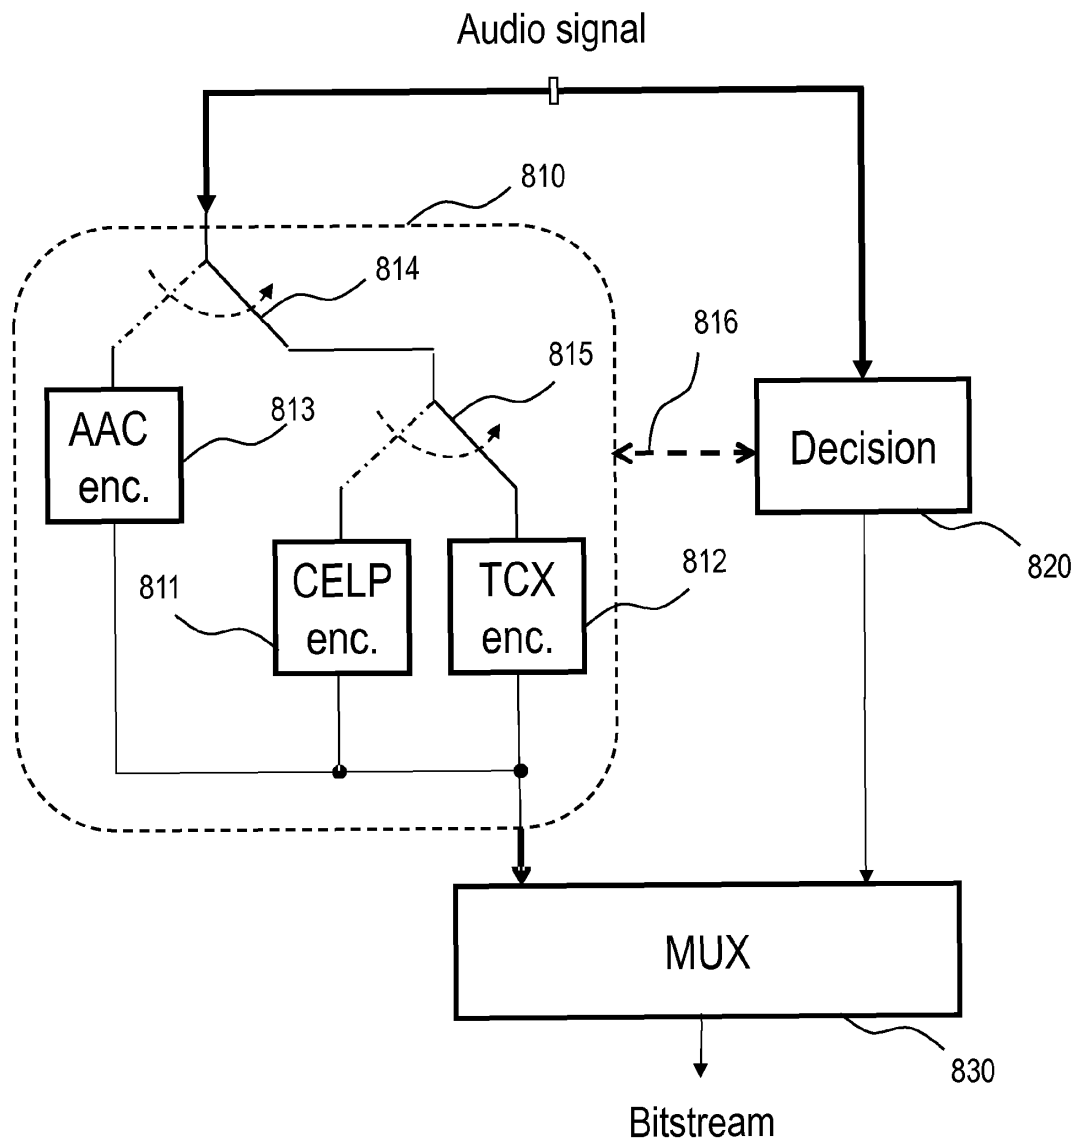 Audio signal
810
814
816
815
813
AAC
enc.
Decision
820
811
CELP
enc.
TCX
enc.
812
MUX
830
Bitstream